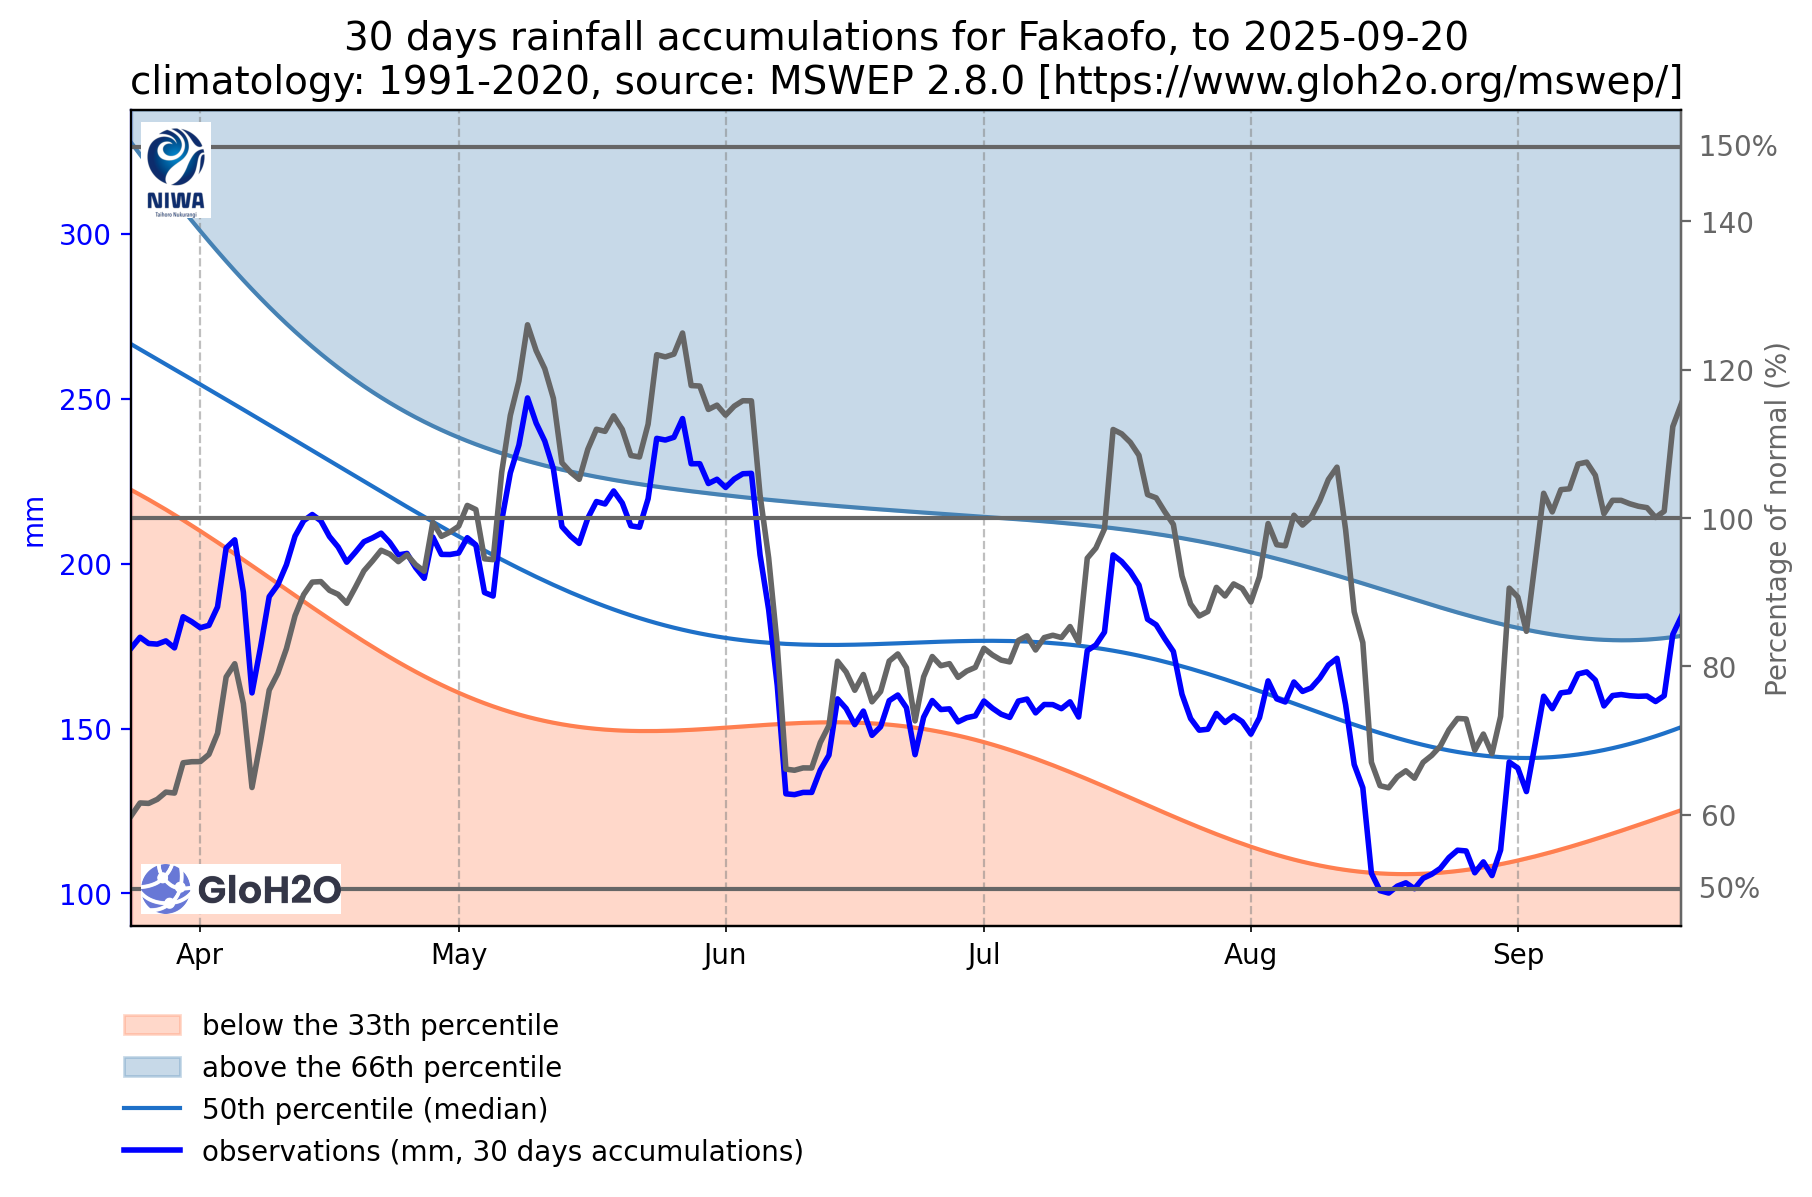 30 days rainfall accumulations for Fakaofo, to 2025-09-20
climatology: 1991-2020, source: MSWEP 2.8.0 [https://www.gloh2o.org/mswep/]
NIWA
Taihoro Nukurangi
150%
300
140
250
120
mm
Percentage of normal (%)
100
200
80
150
60
100
50%
GloH2O
Apr
May
Jun
Jul
Aug
Sep
below the 33th percentile
above the 66th percentile
50th percentile (median)
observations (mm, 30 days accumulations)